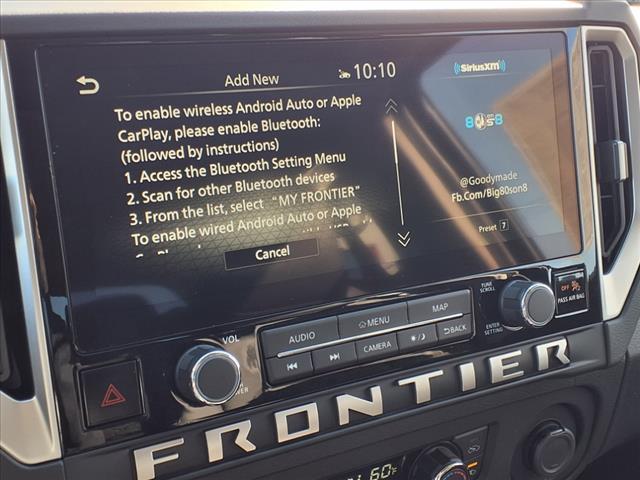 Add New
10:10
SiriusXM
To enable wireless Android Auto or Apple
CarPlay, please enable Bluetooth:
(followed by instructions)
1. Access the Bluetooth Setting Menu
2. Scan for other Bluetooth devices
3. From the list, select "MY FRONTIER"
To enable wired Android Auto or Apple
Cancel
@Goodymade
Fb.Com/Big80son8
Preset 7
VOL
AUDIO
MENU
MAP
CAMERA
BACK
TUNE
SCROLL
ENTER
SETTING
OFF
PASS AIR BAG
FRONTIER
60°